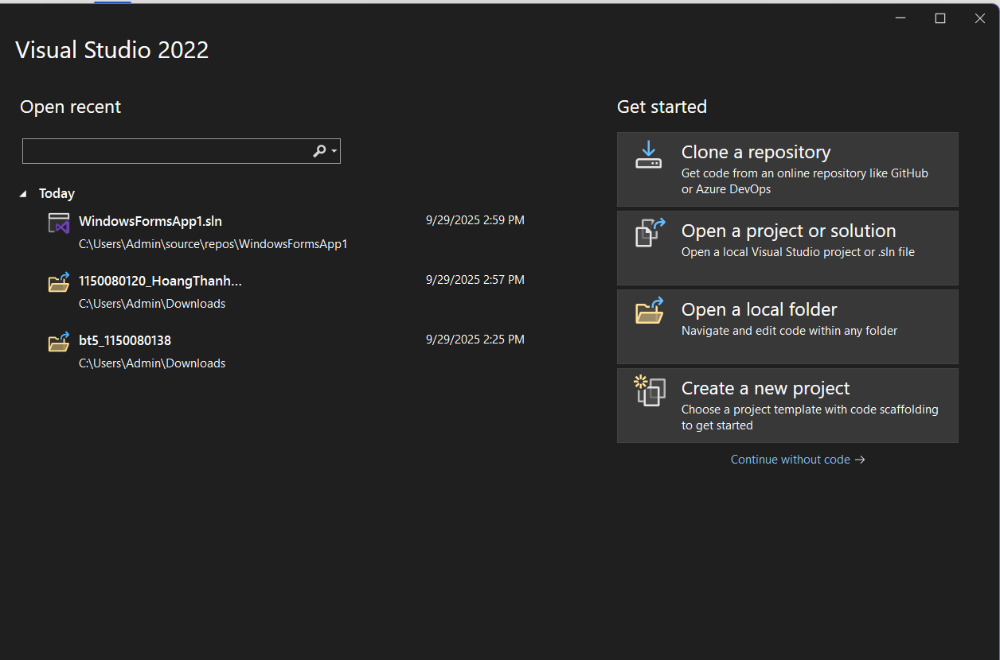 Visual Studio 2022
Open recent
Today
WindowsFormsApp1.sln
9/29/2025 2:59 PM
C:\Users\Admin\source\repos\WindowsFormsApp1
1150080120_HoangThanh...
9/29/2025 2:57 PM
C:\Users\Admin\Downloads
bt5_1150080138
9/29/2025 2:25 PM
C:\Users\Admin\Downloads
Get started
Clone a repository
Get code from an online repository like GitHub
or Azure DevOps
Open a project or solution
Open a local Visual Studio project or .sln file
Open a local folder
Navigate and edit code within any folder
Create a new project
Choose a project template with code scaffolding
to get started
Continue without code →